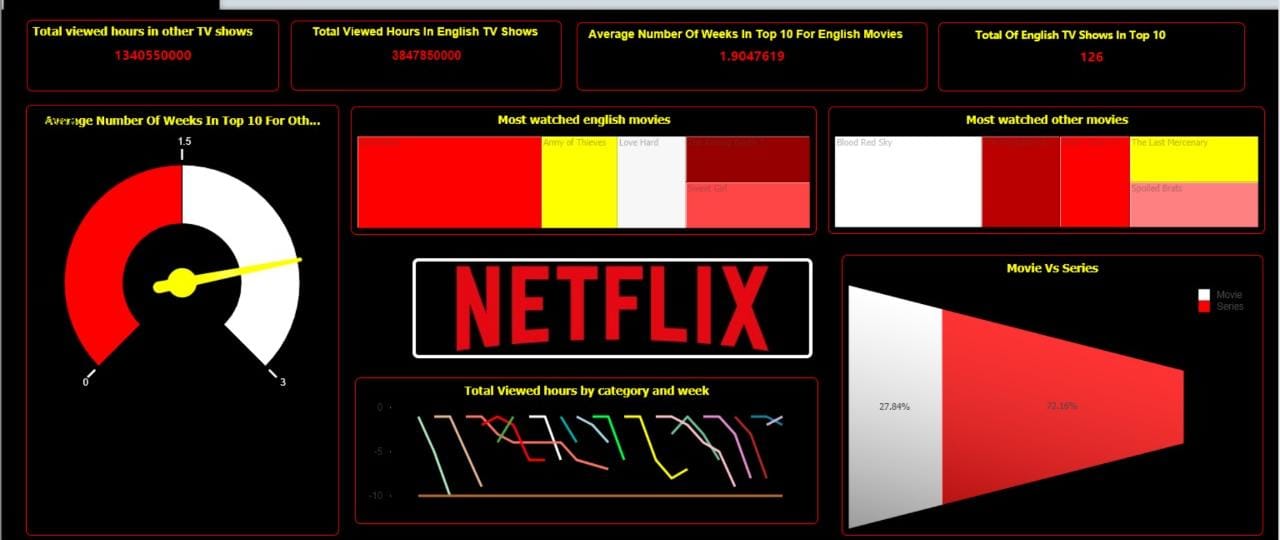 Total viewed hours in other TV shows
1340550000
Total Viewed Hours In English TV Shows
3847850000
Average Number Of Weeks In Top 10 For English Movies
1.9047619
Total Of English TV Shows In Top 10
126
Average Number Of Weeks In Top 10 For Oth...
1.5
0
3
Most watched english movies
Army of Thieves
Love Hard
Sweet Girl
Most watched other movies
Blood Red Sky
The Last Mercenary
Spoiled Brats
NETFLIX
Total Viewed hours by category and week
0
-5
-10
Movie Vs Series
Movie
Series
27.84%
72.16%